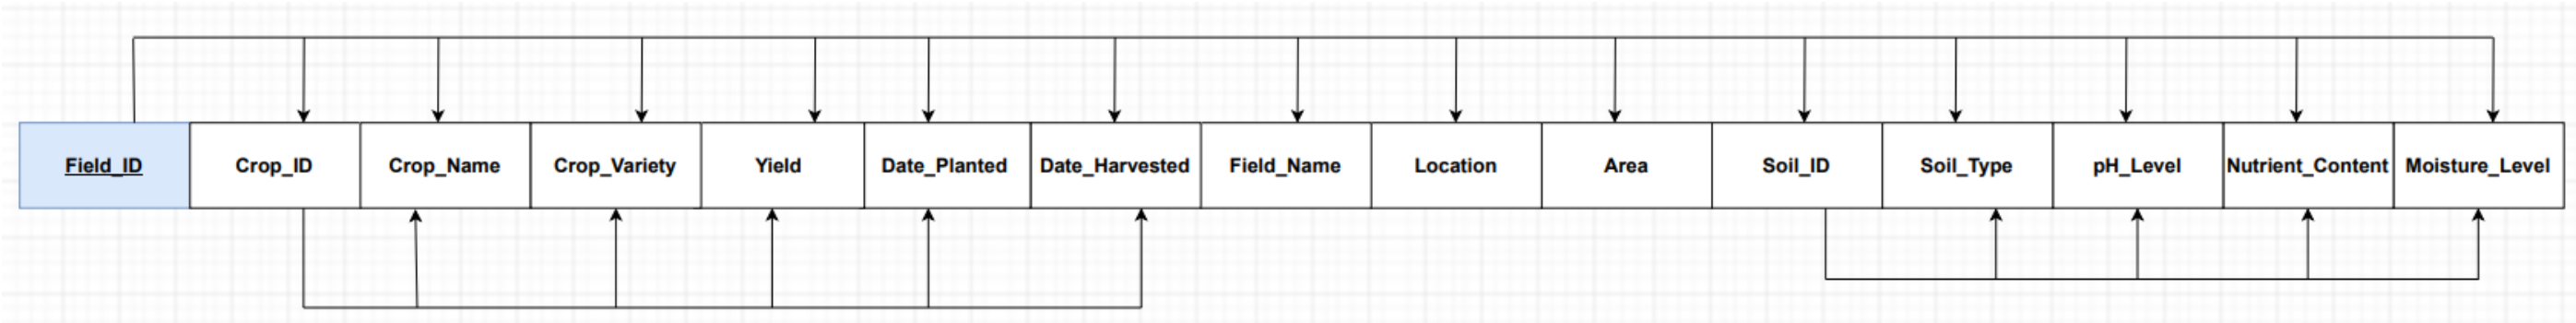 Field_ID Crop_ID Crop_Name Crop_Variety Yield Date_Planted Date_Harvested Field_Name Location Area Soil_ID Soil_Type pH_Level Nutrient_Content Moisture_Level